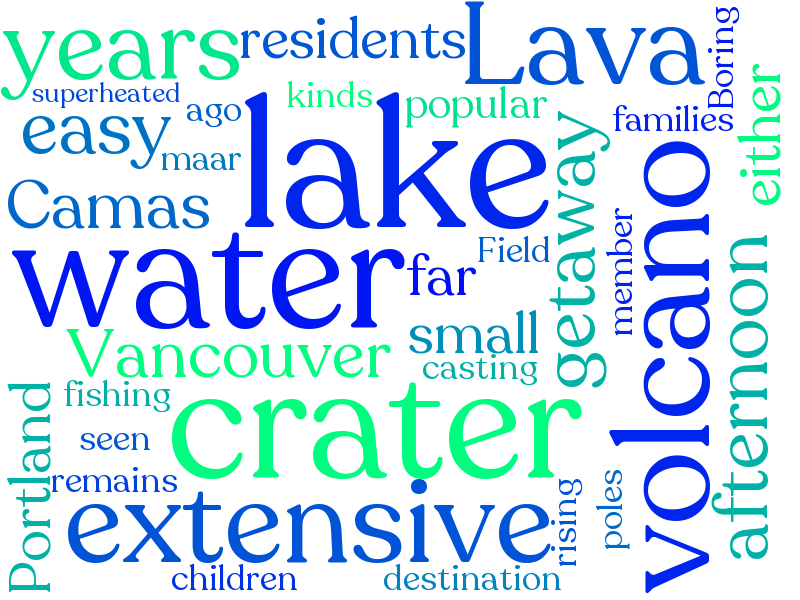 years
residents
Lava
Boring
superheated
ago
kinds
popular
families
either
easy
maar
lake
Camas
getaway
volcano
water
far
Field
member
afternoon
Vancouver
small
casting
fishing
crater
Portland
seen
remains
extensive
rising
poles
children
destination